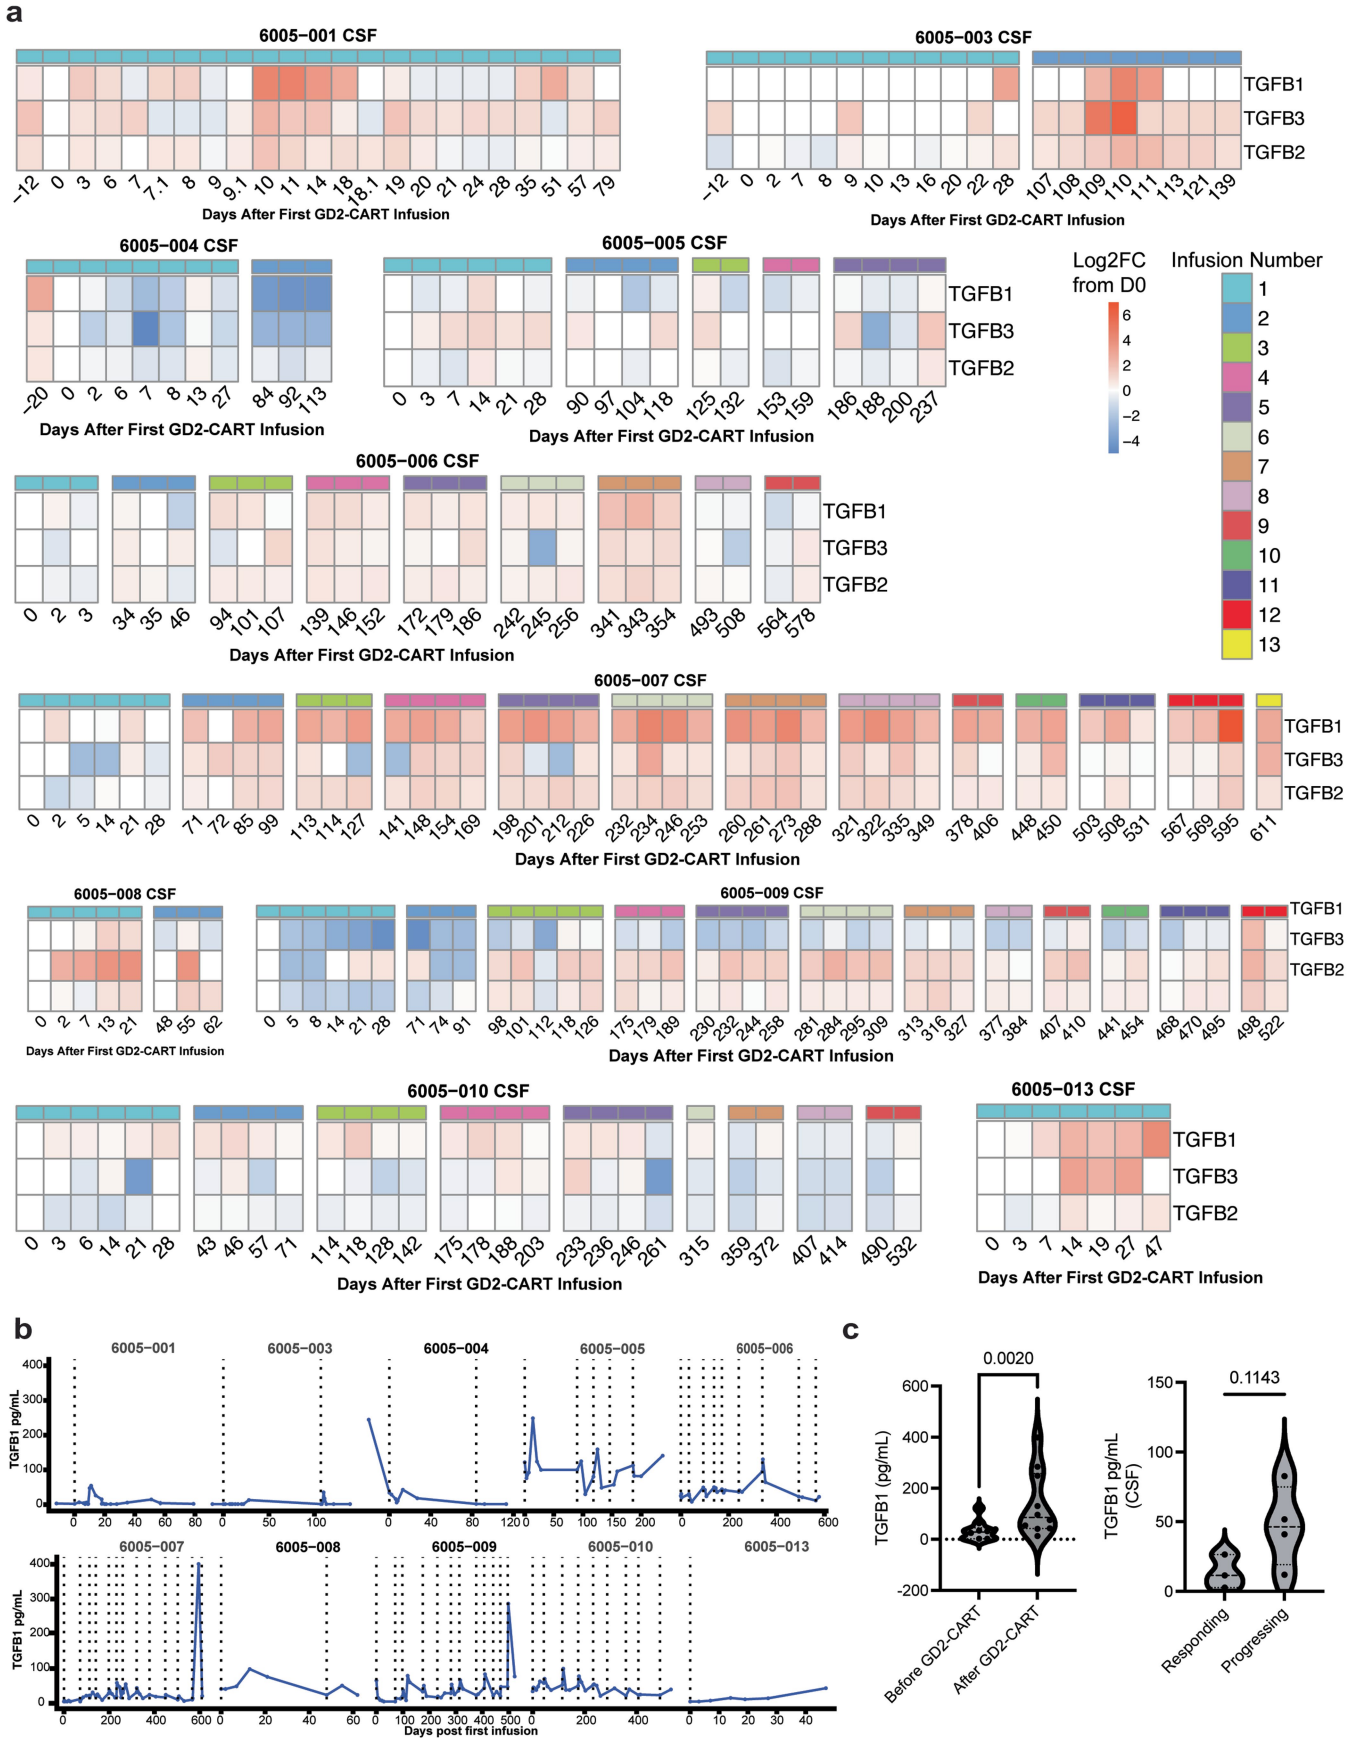 a
6005−001 CSF
−12 0 3 6 7 7.1 8 9 9.1 10 11 14 18 18.1 19 20 21 24 28 35 51 57 79
Days After First GD2-CART Infusion
6005−003 CSF
TGFB1
TGFB3
TGFB2
−12 0 2 7 8 9 10 13 16 20 22 28 107 108 109 110 111 113 121 139
Days After First GD2-CART Infusion
6005−004 CSF
−20 0 2 6 7 8 13 27 84 92 113
Days After First GD2-CART Infusion
6005−005 CSF
TGFB1
TGFB3
TGFB2
0 3 7 14 21 28 90 97 104 118 125 132 153 159 186 188 200 237
Days After First GD2-CART Infusion
Log2FC
from D0
6
4
2
0
−2
−4
Infusion Number
1
2
3
4
5
6
7
8
9
10
11
12
13
6005−006 CSF
TGFB1
TGFB3
TGFB2
0 2 3 34 35 46 94 101 107 139 146 152 172 179 186 242 245 256 341 343 354 493 508 564 578
Days After First GD2-CART Infusion
6005−007 CSF
TGFB1
TGFB3
TGFB2
0 2 5 14 21 28 71 72 85 99 113 114 127 141 148 154 169 198 201 212 226 232 234 246 253 260 261 273 288 321 322 335 349 378 406 448 450 503 508 531 567 569 595 611
Days After First GD2-CART Infusion
6005−008 CSF
0 2 7 13 21 48 55 62
Days After First GD2-CART Infusion
6005−009 CSF
TGFB1
TGFB3
TGFB2
0 5 8 14 21 28 71 74 91 98 101 112 118 126 175 179 189 230 232 244 258 281 284 295 309 313 316 327 377 384 407 410 441 454 468 470 495 498 522
Days After First GD2-CART Infusion
6005−010 CSF
0 3 6 14 21 28 43 46 57 71 114 118 128 142 175 178 188 203 233 236 246 261 315 359 372 407 414 490 532
Days After First GD2-CART Infusion
6005−013 CSF
TGFB1
TGFB3
TGFB2
0 3 7 14 19 27 47
Days After First GD2-CART Infusion
b
6005−001 6005−003 6005−004 6005−005 6005−006
TGFB1 pg/mL
400
300
200
100
0
0 20 40 60 80 0 50 100 0 40 80 120 0 50 100 150 200 0 200 400 600
6005−007 6005−008 6005−009 6005−010 6005−013
TGFB1 pg/mL
400
300
200
100
0
0 200 400 600 0 20 40 60 0 100 200 300 400 500 0 200 400 0 10 20 30 40
Days post first infusion
c
0.0020
TGFB1 (pg/mL)
600
400
200
0
-200
Before GD2-CART
After GD2-CART
0.1143
TGFB1 pg/mL
(CSF)
150
100
50
0
Responding
Progressing